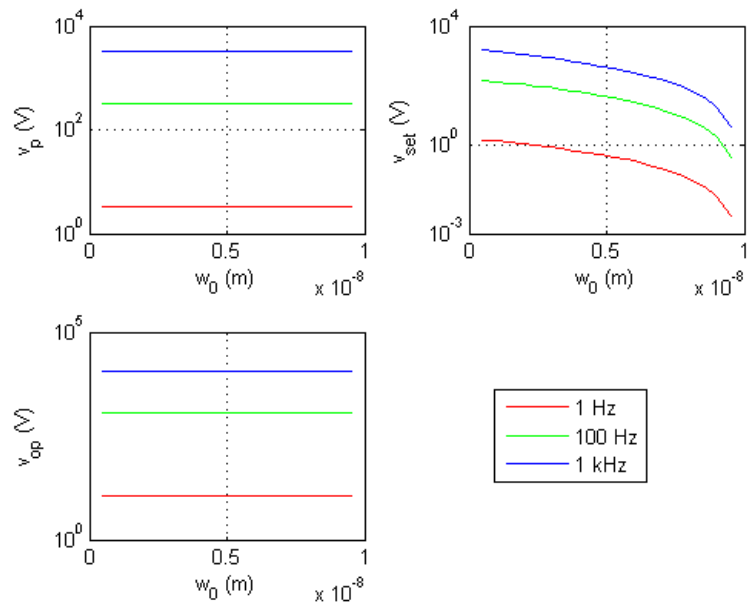 10^4
10^2
10^0
v_p (V)
0
0.5
1
w_0 (m)
x 10^-8
10^4
10^0
10^-3
v_set (V)
0
0.5
1
w_0 (m)
x 10^-8
10^5
10^0
v_op (V)
0
0.5
1
w_0 (m)
x 10^-8
1 Hz
100 Hz
1 kHz